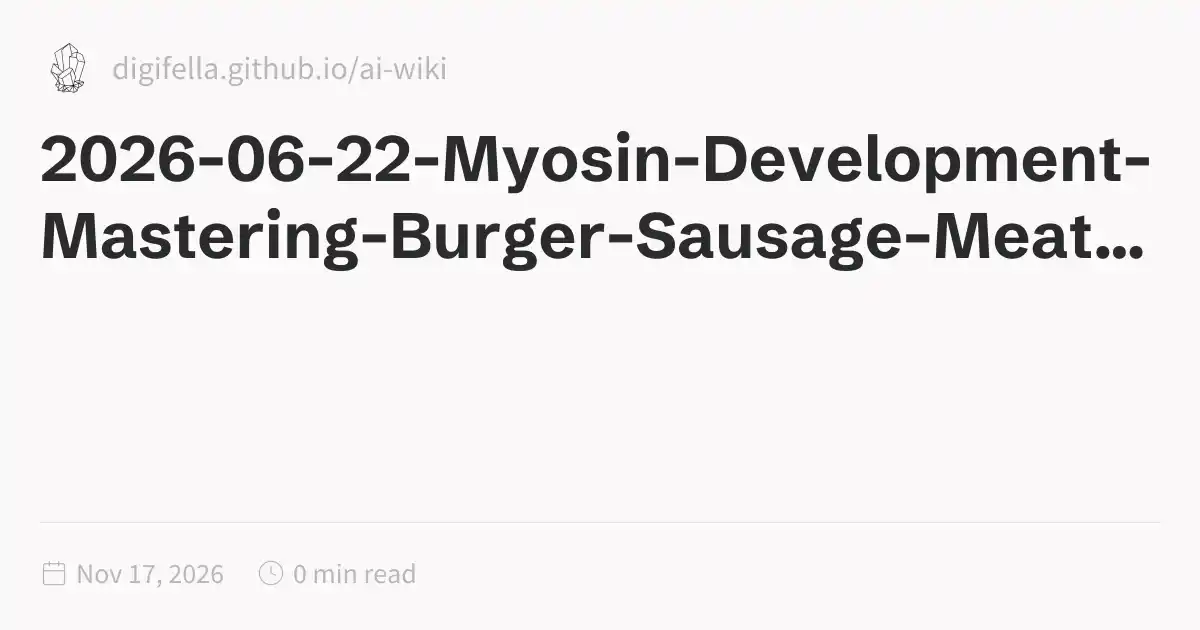 digifella.github.io/ai-wiki
2026-06-22-Myosin-Development-
Mastering-Burger-Sausage-Meat...
Nov 17, 2026 0 min read